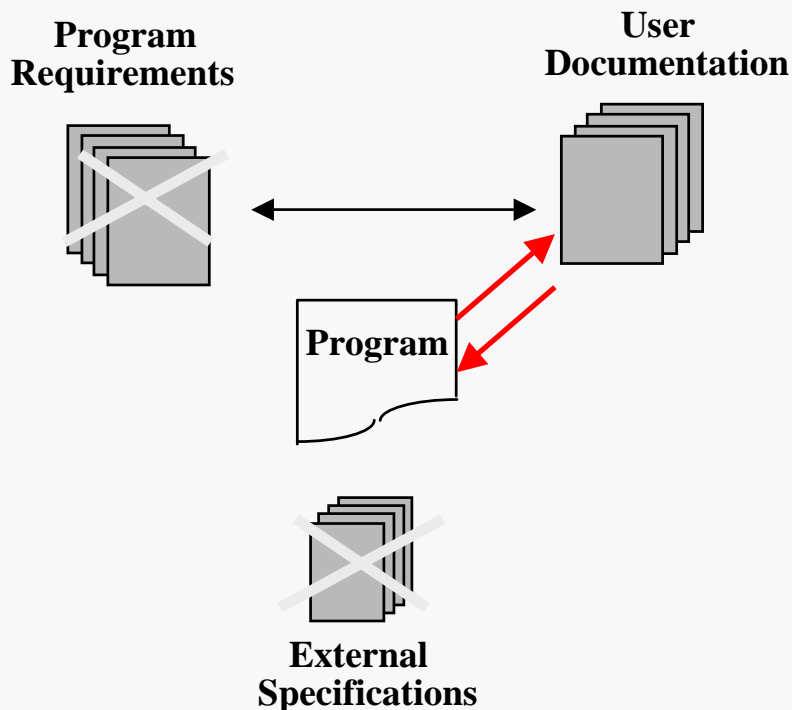 Program
Requirements
User
Documentation
Program
External
Specifications